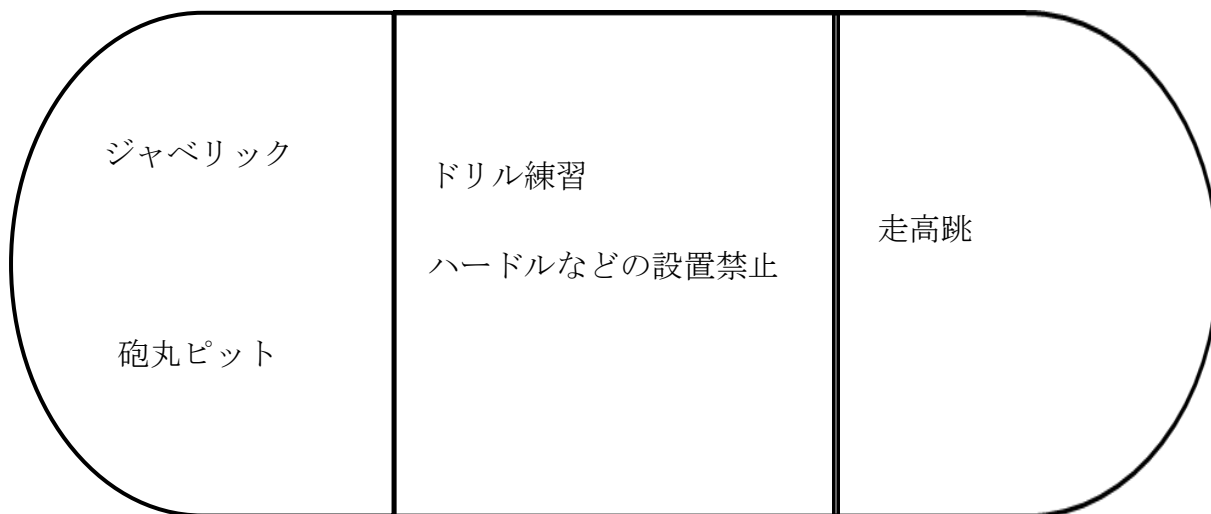 ジャベリック
砲丸ピット
ドリル練習
ハードルなどの設置禁止
走高跳